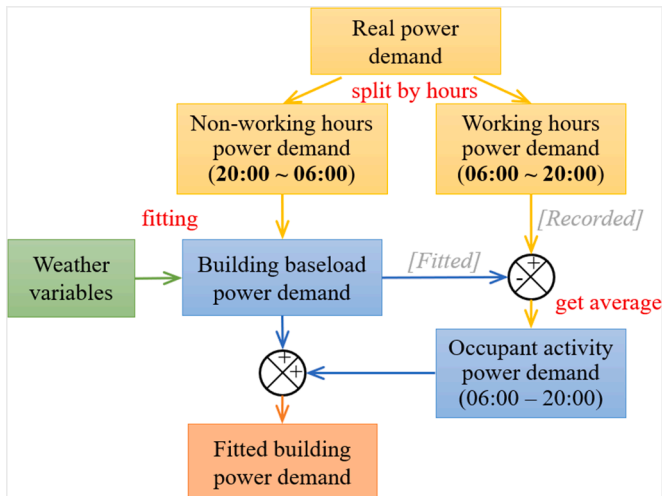 Real power
demand
split by hours
Non-working hours
power demand
(20:00 ~ 06:00)
Working hours
power demand
(06:00 ~ 20:00)
fitting
[Recorded]
Weather
variables
Building baseload
power demand
[Fitted]
+
-
get average
Occupant activity
power demand
(06:00 – 20:00)
+
+
Fitted building
power demand